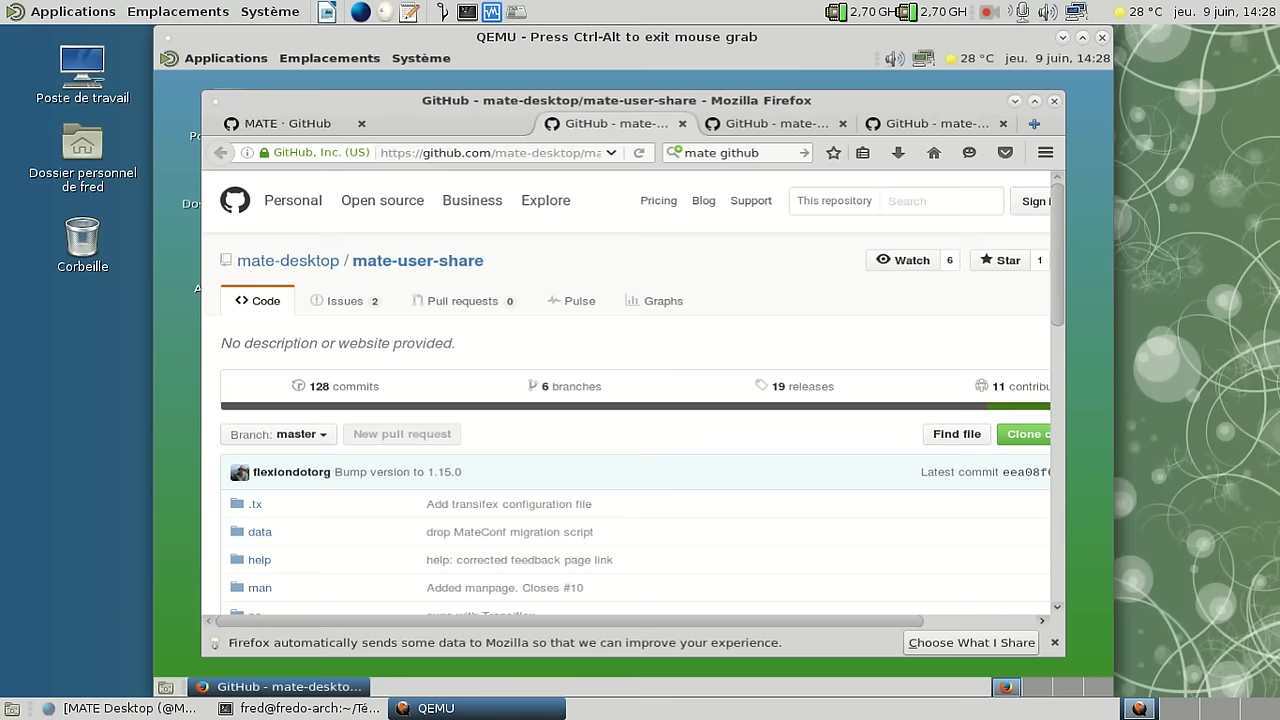 Applications Emplacements Système 2,70 GH 2,70 GH 28 °C jeu. 9 juin, 14:28
QEMU - Press Ctrl-Alt to exit mouse grab
Applications Emplacements Système 28 °C jeu. 9 juin, 14:28
Poste de travail
Dossier personnel
de fred
Corbeille
GitHub - mate-desktop/mate-user-share - Mozilla Firefox
MATE · GitHub GitHub - mate-... GitHub - mate-... GitHub - mate-...
GitHub, Inc. (US) https://github.com/mate-desktop/ma mate github
Personal Open source Business Explore Pricing Blog Support This repository Search Sign i
mate-desktop / mate-user-share Watch 6 Star 1
Code Issues 2 Pull requests 0 Pulse Graphs
No description or website provided.
128 commits 6 branches 19 releases 11 contribu
Branch: master New pull request Find file Clone o
flexiondotorg Bump version to 1.15.0 Latest commit eea08f6
.tx Add transifex configuration file
data drop MateConf migration script
help help: corrected feedback page link
man Added manpage. Closes #10
Firefox automatically sends some data to Mozilla so that we can improve your experience. Choose What I Share
GitHub - mate-deskto...
[MATE Desktop (@M... fred@fredo-arch:~/Té... QEMU